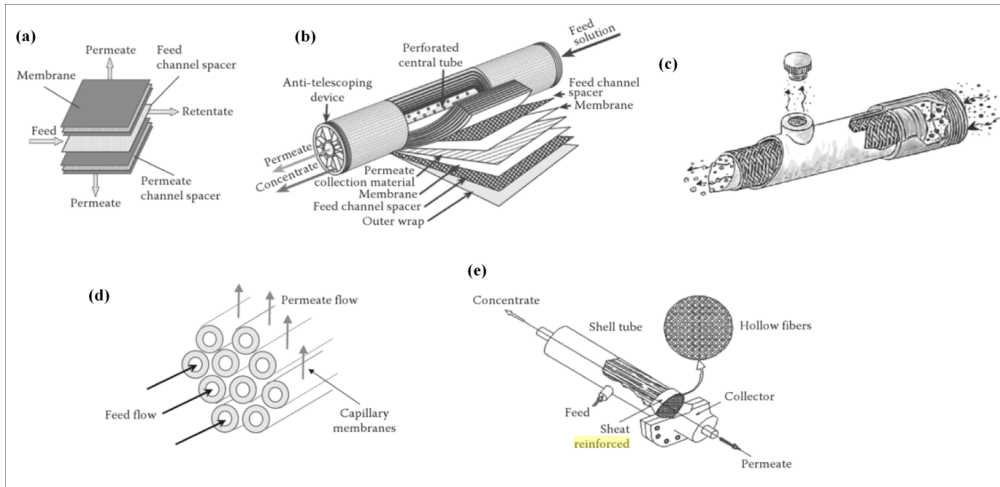 (a)
Permeate
Feed
channel spacer
Membrane
Retentate
Feed
Permeate
channel spacer
Permeate
(b)
Feed
solution
Perforated
central tube
Anti-telescoping
device
Feed channel
spacer
Membrane
Permeate
Concentrate
Permeate
collection material
Membrane
Feed channel spacer
Outer wrap
(c)
(d)
Permeate flow
Feed flow
Capillary
membranes
(e)
Concentrate
Shell tube
Hollow fibers
Feed
Collector
Sheat
reinforced
Permeate